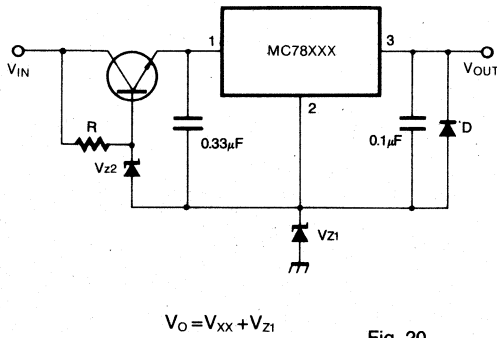 1
MC78XXX
3
VIN
VOUT
2
R
0.33μF
0.1μF
D
Vz2
VZ1
VO = VXX + VZ1
Fig. 20